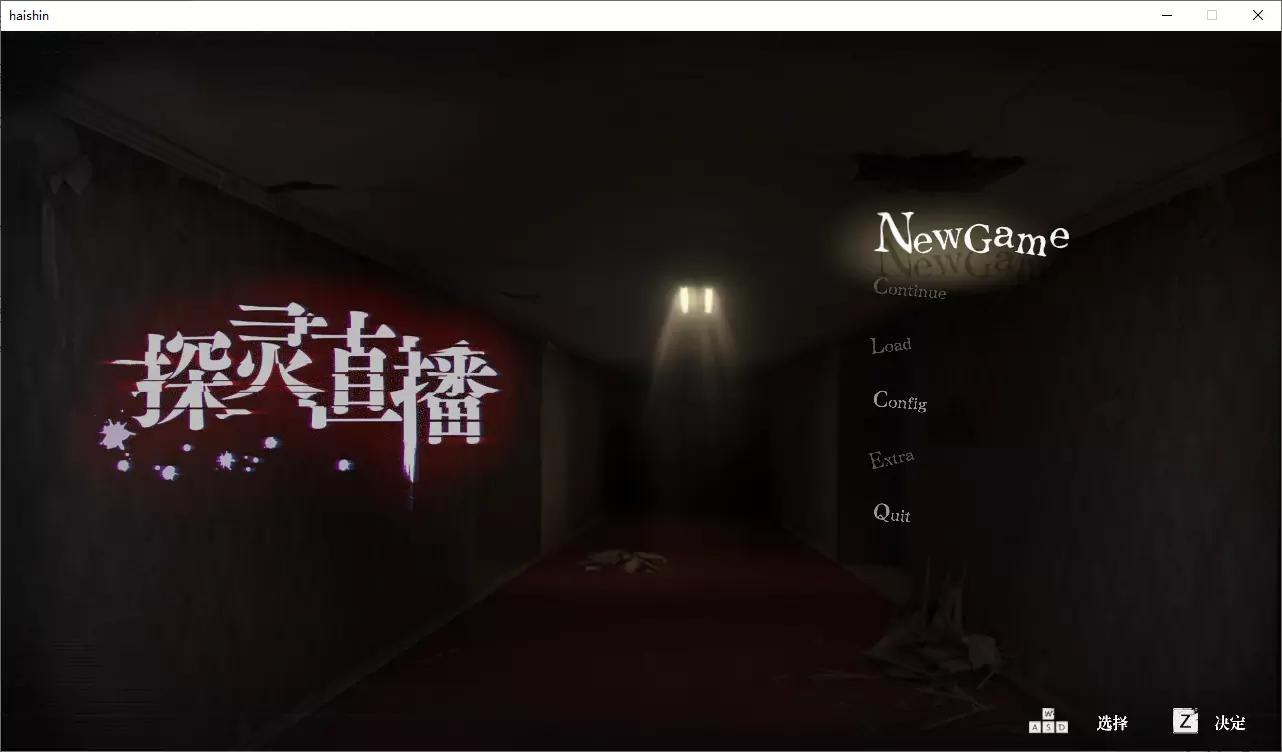 haishin
探灵直播
NewGame
Continue
Load
Config
Extra
Quit
W
A S D 选择 Z 决定